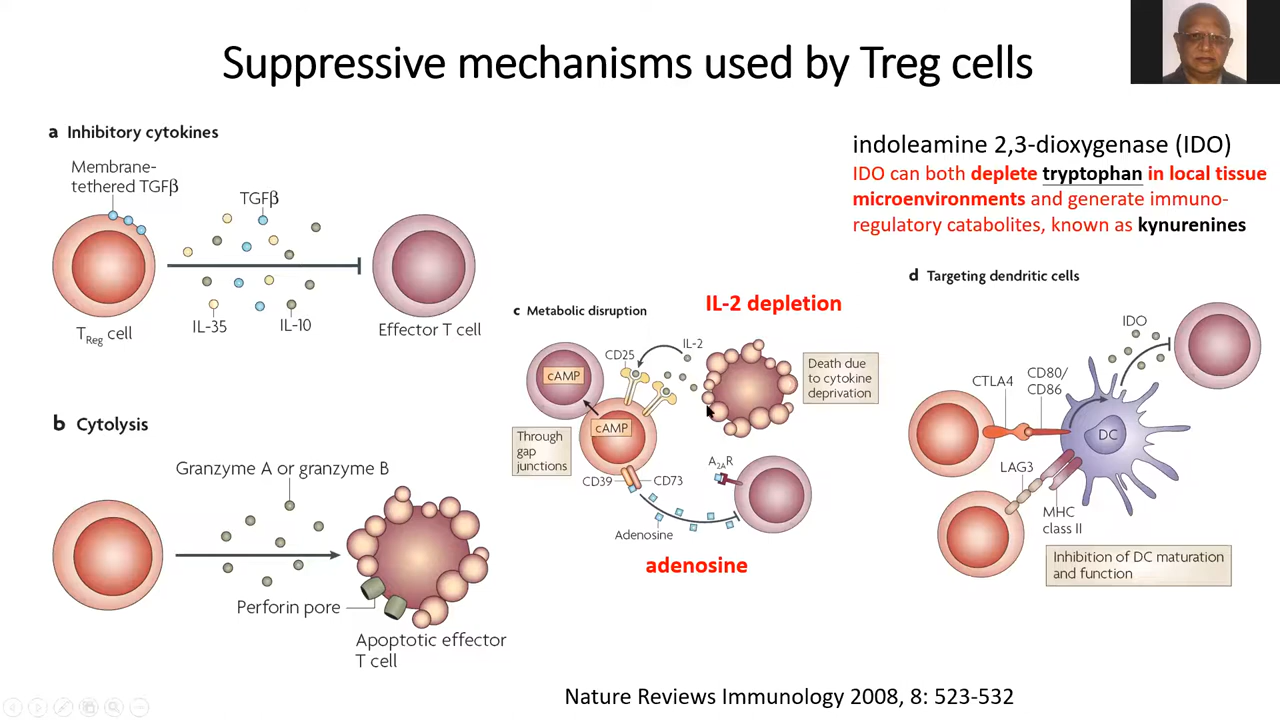 Suppressive mechanisms used by Treg cells
a Inhibitory cytokines
Membrane-
tethered TGFβ
TGFβ
IL-35
IL-10
TReg cell
Effector T cell
b Cytolysis
Granzyme A or granzyme B
Perforin pore
Apoptotic effector
T cell
c Metabolic disruption
IL-2 depletion
CD25
IL-2
cAMP
cAMP
Death due
to cytokine
deprivation
Through
gap
junctions
CD39
CD73
A2AR
Adenosine
adenosine
indoleamine 2,3-dioxygenase (IDO)
IDO can both deplete tryptophan in local tissue
microenvironments and generate immuno-
regulatory catabolites, known as kynurenines
d Targeting dendritic cells
IDO
CTLA4
CD80/
CD86
DC
LAG3
MHC
class II
Inhibition of DC maturation
and function
Nature Reviews Immunology 2008, 8: 523-532